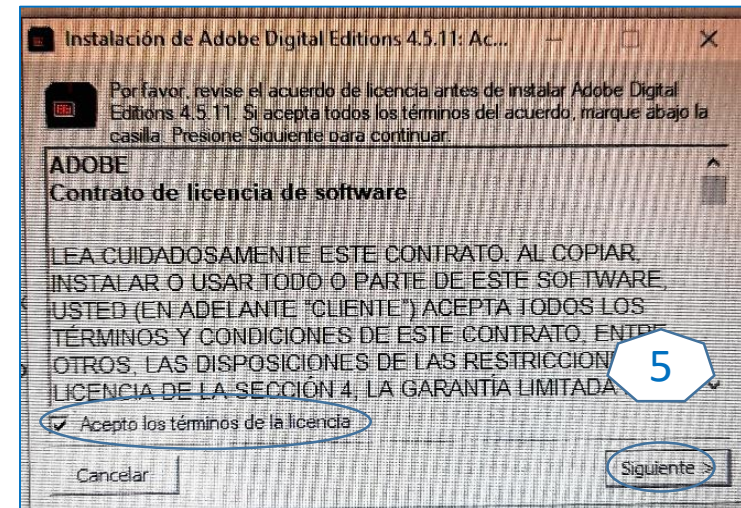 Instalación de Adobe Digital Editions 4.5.11: Ac...
Por favor, revise el acuerdo de licencia antes de instalar Adobe Digital
Editions 4.5.11. Si acepta todos los términos del acuerdo, marque abajo la
casilla. Presione Siguiente para continuar.
ADOBE
Contrato de licencia de software
LEA CUIDADOSAMENTE ESTE CONTRATO. AL COPIAR,
INSTALAR O USAR TODO O PARTE DE ESTE SOFTWARE,
USTED (EN ADELANTE "CLIENTE") ACEPTA TODOS LOS
TÉRMINOS Y CONDICIONES DE ESTE CONTRATO, ENTRE
OTROS, LAS DISPOSICIONES DE LAS RESTRICCION
LICENCIA DE LA SECCIÓN 4, LA GARANTÍA LIMITADA
5
Acepto los términos de la licencia
Cancelar
Siguiente >